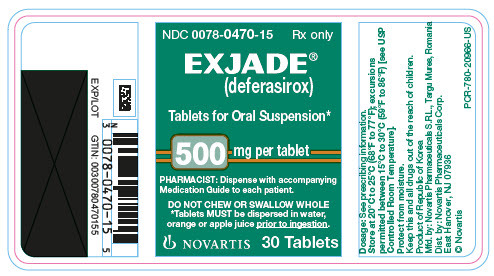 EXP/LOT
GTIN: 00300780470155
N
3
0078-0470-15
5
NDC 0078-0470-15 Rx only
EXJADE®
(deferasirox)
Tablets for Oral Suspension*
500 mg per tablet
PHARMACIST: Dispense with accompanying
Medication Guide to each patient.
DO NOT CHEW OR SWALLOW WHOLE
*Tablets MUST be dispersed in water,
orange or apple juice prior to ingestion.
NOVARTIS 30 Tablets
Dosage: See prescribing information.
Store at 20°C to 25°C (68°F to 77°F); excursions
permitted between 15°C to 30°C (59°F to 86°F) [see USP
Controlled Room Temperature].
Protect from moisture.
Keep this and all drugs out of the reach of children.
Product of Republic of Korea
Mfd. by: Novartis Pharmaceuticals S.R.L., Targu Mures, Romania
Dist. by: Novartis Pharmaceuticals Corp.
East Hanover, NJ 07936
© Novartis
PCR-780-20966-US